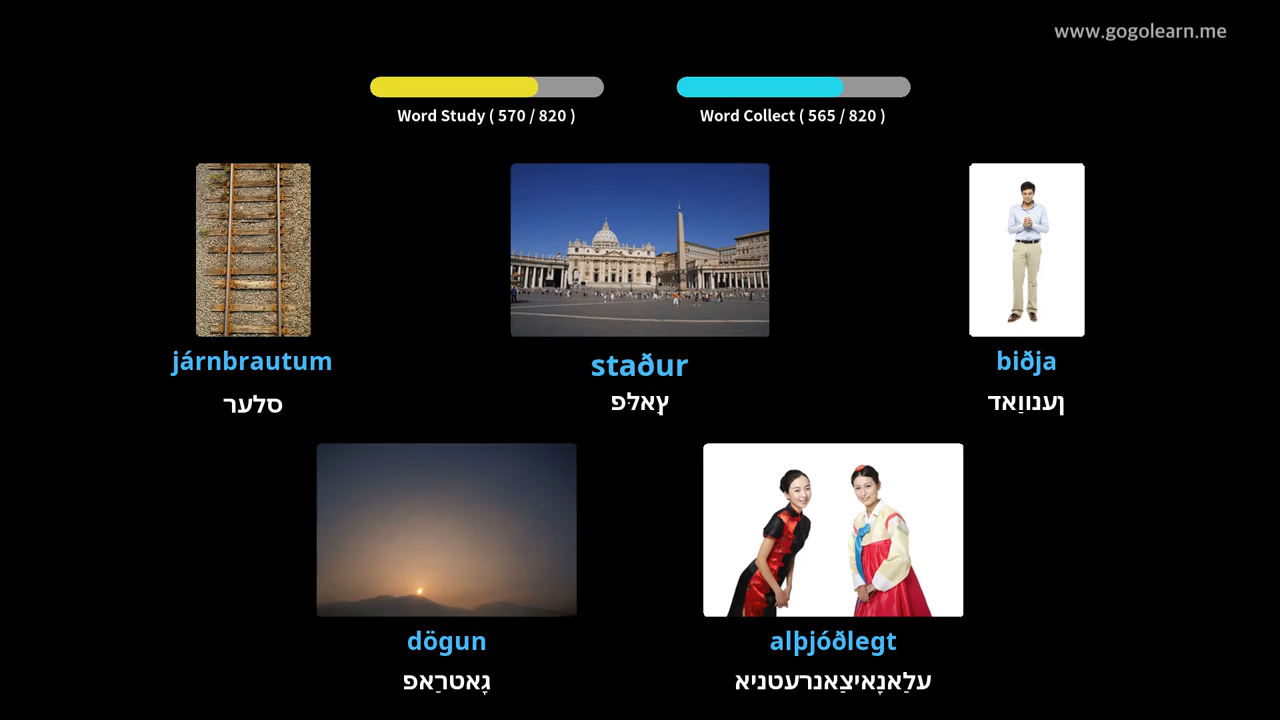 www.gogolearn.me
Word Study ( 570 / 820 )
Word Collect ( 565 / 820 )
járnbrautum
סלער
staður
ץאָלּפ
biðja
ןענווַאד
dögun
גָאטרַאפ
alþjóðlegt
עלַאנָאיצַאנרעטניא